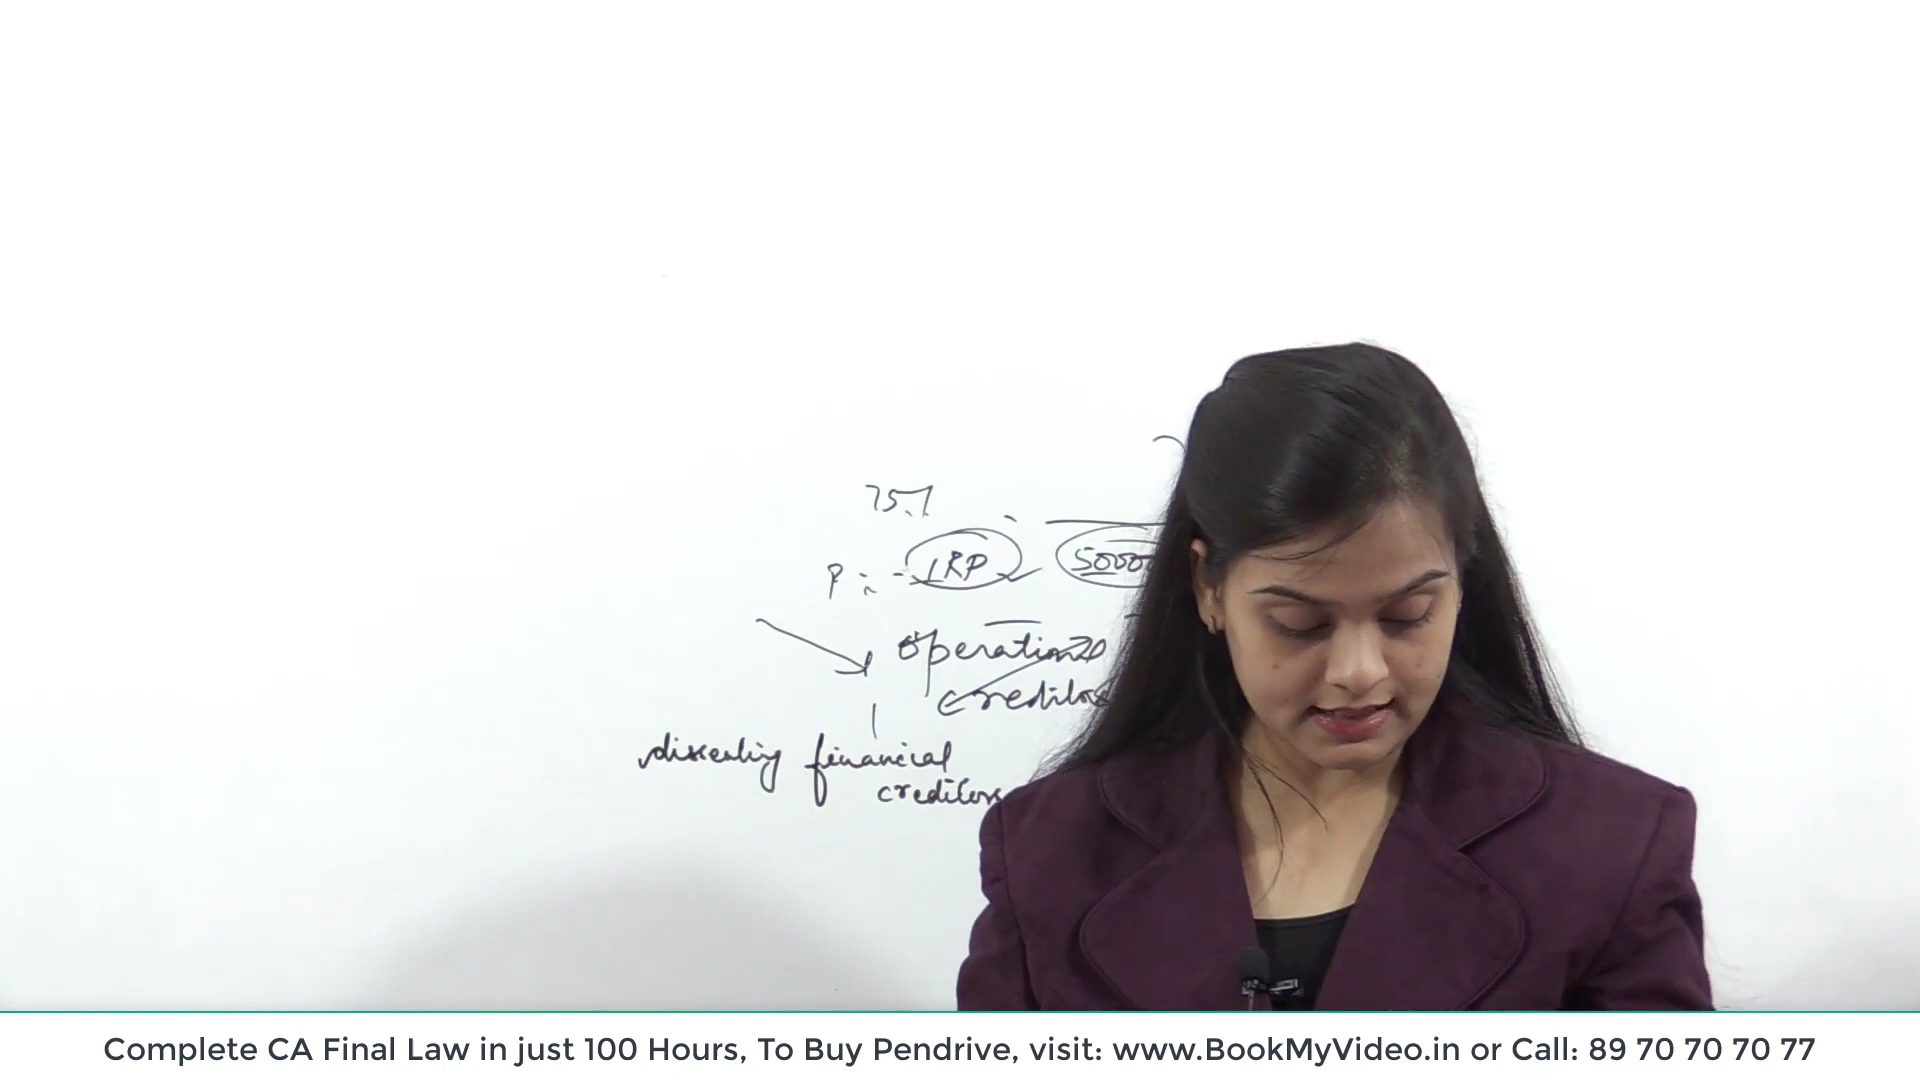 75%
P :- IRP 5000
operational
creditors
dissenting financial
creditors
Complete CA Final Law in just 100 Hours, To Buy Pendrive, visit: www.BookMyVideo.in or Call: 89 70 70 70 77